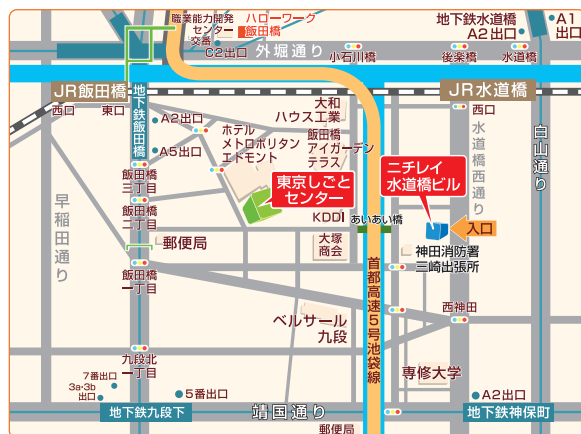 職業能力開発
センター
ハローワーク
飯田橋
交番
C2出口
地下鉄水道橋
A2出口
A1
出口
外堀通り
小石川橋
後楽橋
水道橋
JR飯田橋
JR水道橋
西口
東口
西口
地下鉄飯田橋
A2出口
A5出口
ホテル
メトロポリタン
エドモント
大和
ハウス工業
飯田橋
アイガーデン
テラス
水道橋西通り
白山通り
早稲田通り
飯田橋
三丁目
飯田橋
二丁目
東京しごと
センター
ニチレイ
水道橋ビル
KDDI
あいあい橋
入口
郵便局
大塚
商会
神田消防署
三崎出張所
飯田橋
一丁目
首都高速5号池袋線
西神田
ベルサール
九段
九段北
一丁目
専修大学
7番出口
3a・3b
出口
5番出口
A2出口
地下鉄九段下
靖国通り
地下鉄神保町
郵便局